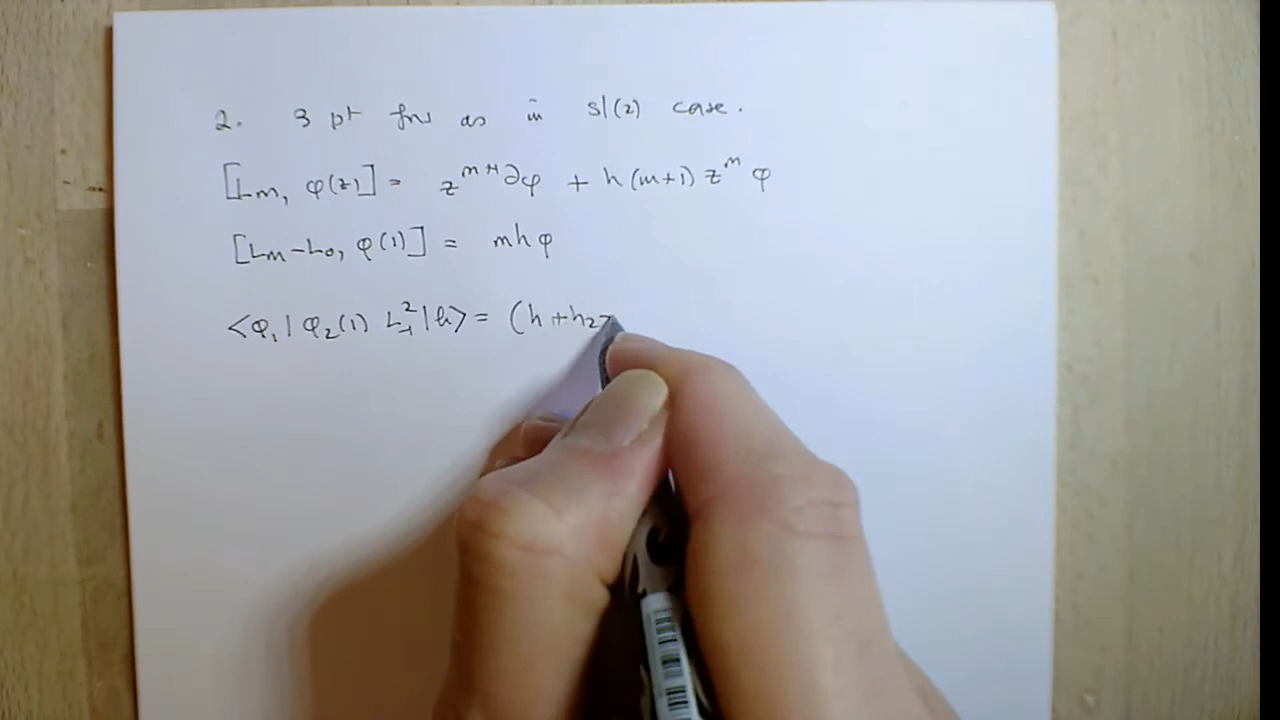 2. 3 pt fns as in sl(2) case.
[Lm, φ(z)] = z^{m+1}∂φ + h(m+1) z^m φ
[Lm-L0, φ(1)] = mhφ
<φ1| φ2(1) L_{-1}^2 |h> = (h+h2-